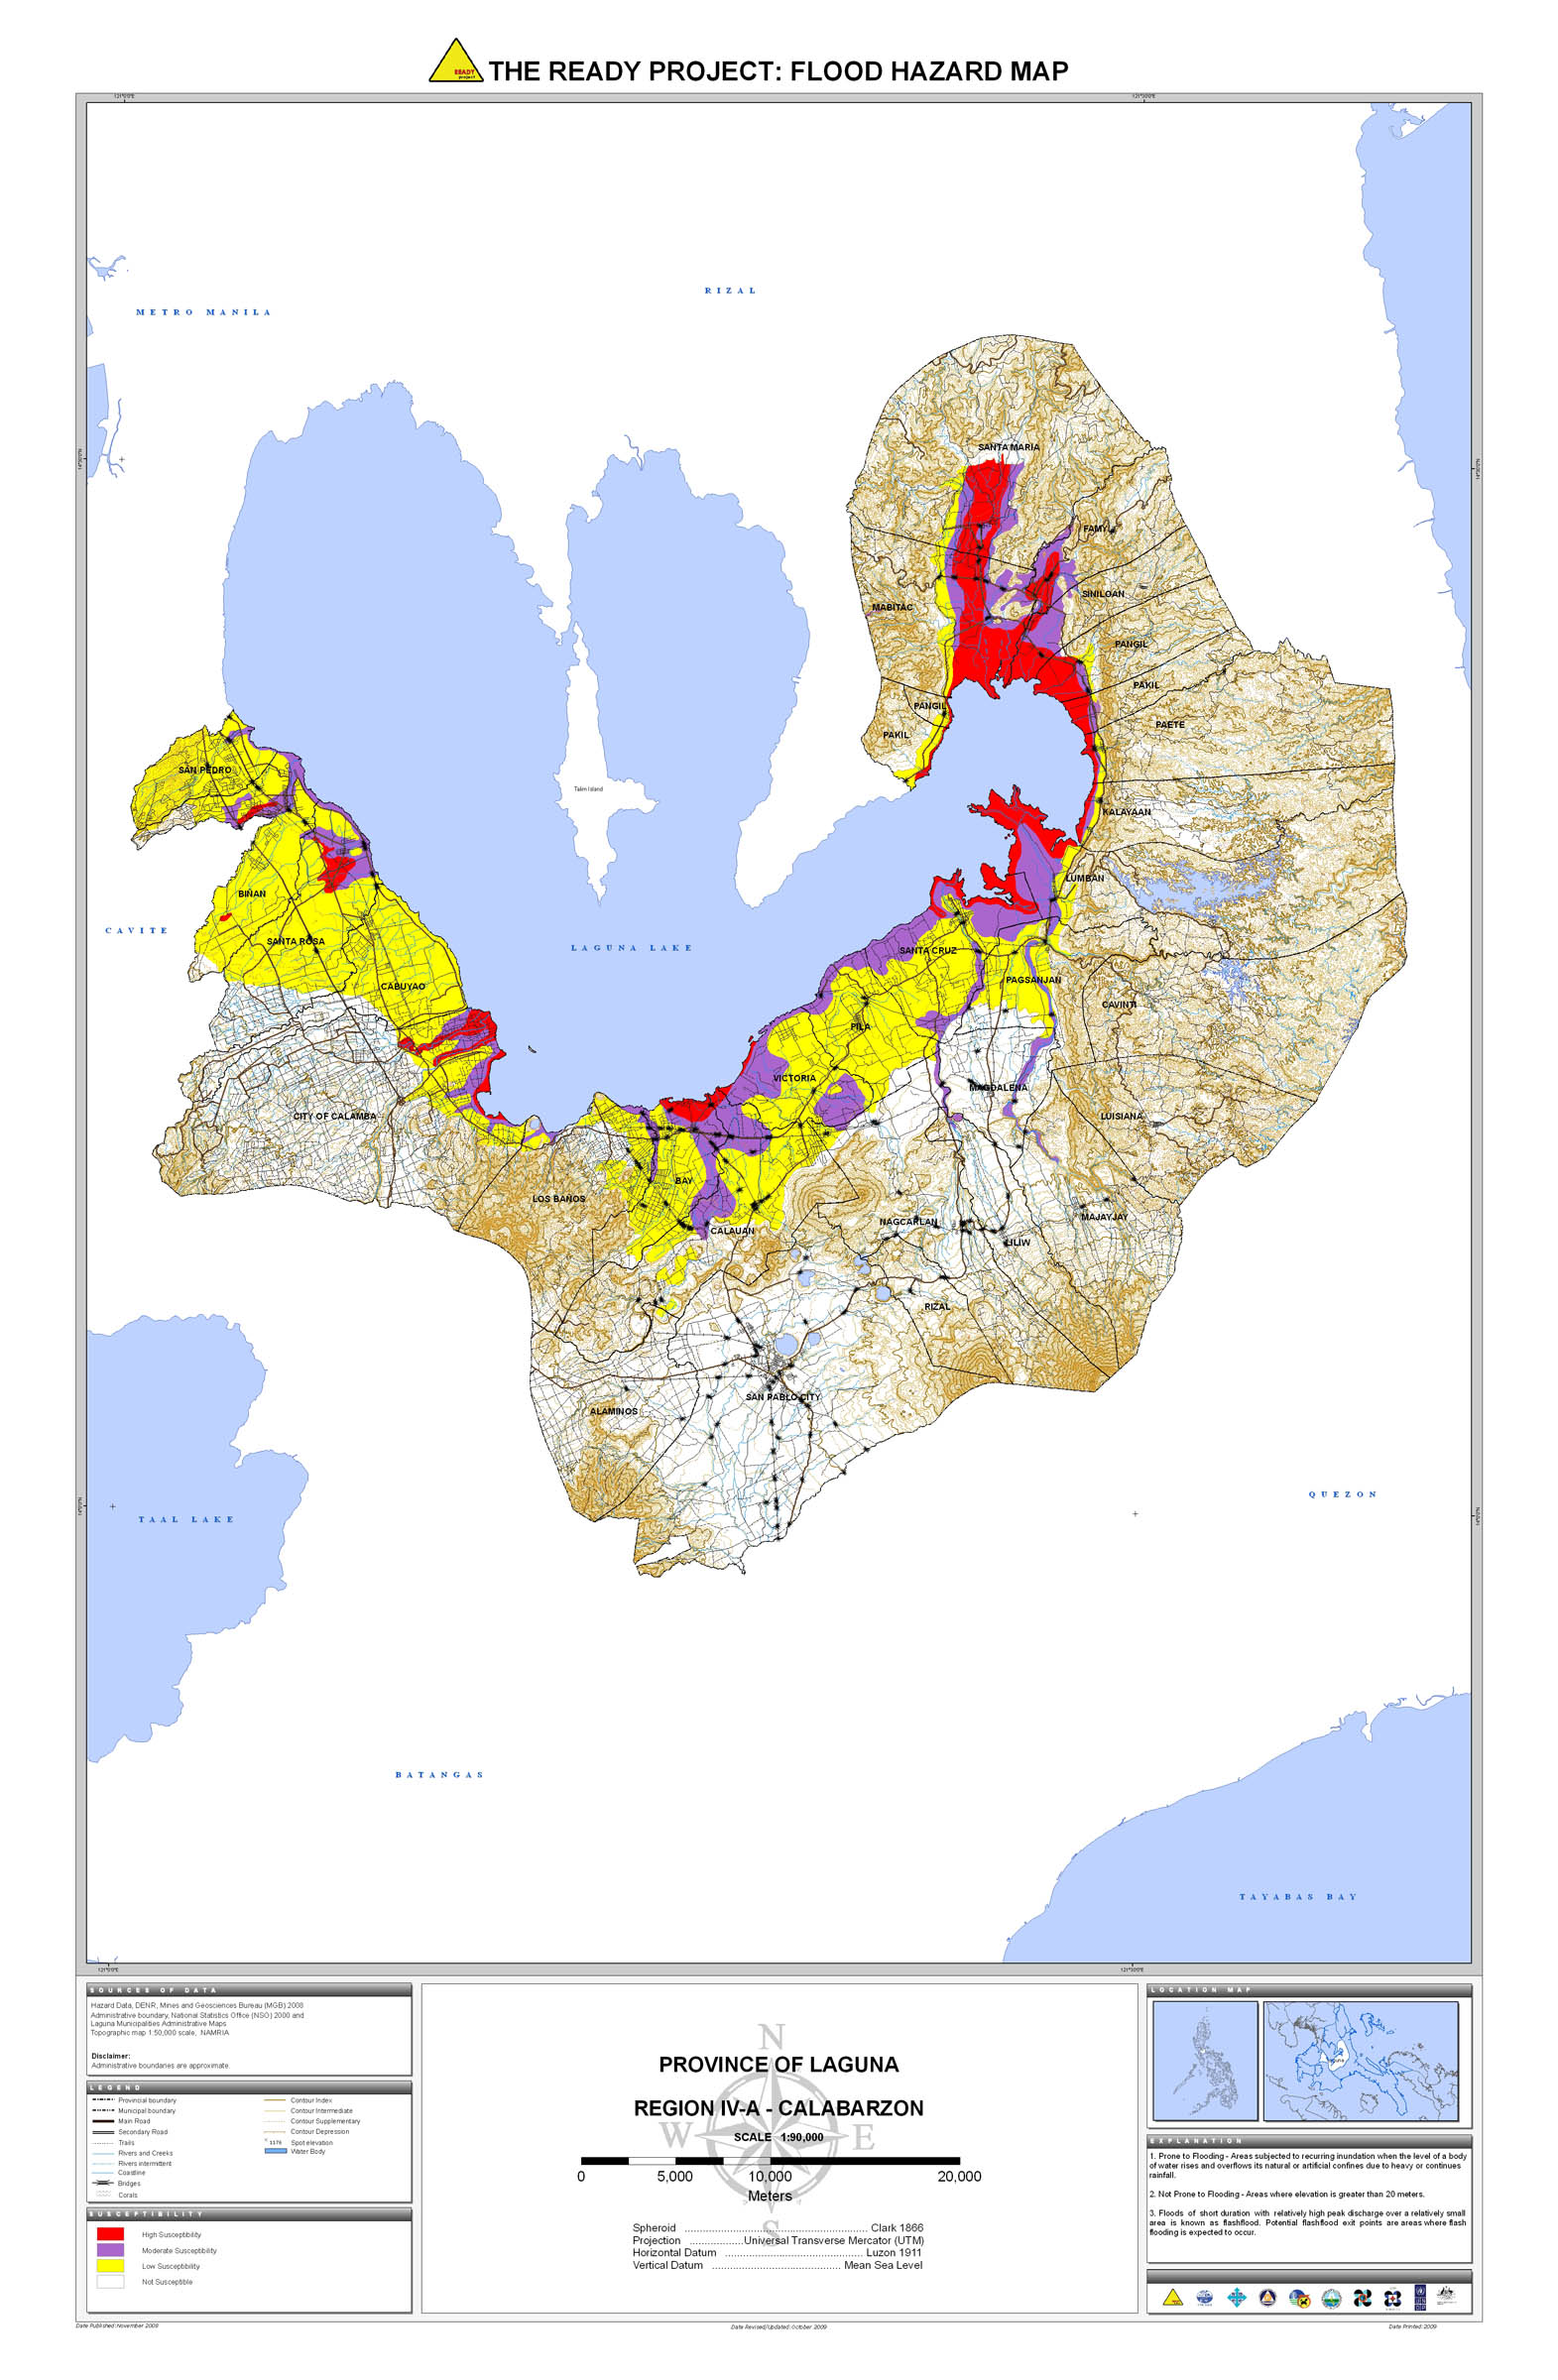 READY
project
THE READY PROJECT: FLOOD HAZARD MAP
121°0'0"E
RIZAL
METRO MANILA
SANTA MARIA
FAMY
SINILOAN
MABITAC
PANGIL
PAKIL
PANGIL
PAETE
PAKIL
SAN PEDRO
Talim Island
KALAYAAN
LUMBAN
BIÑAN
CAVITE
SANTA ROSA
LAGUNA LAKE
SANTA CRUZ
CABUYAO
PAGSANJAN
CAVINTI
PILA
VICTORIA
MAGDALENA
CITY OF CALAMBA
LUISIANA
BAY
LOS BAÑOS
MAJAYJAY
NAGCARLAN
CALAUAN
LILIW
RIZAL
SAN PABLO CITY
ALAMINOS
QUEZON
TAAL LAKE
BATANGAS
TAYABAS BAY
SOURCES OF DATA
Hazard Data, DENR, Mines and Geosciences Bureau (MGB) 2008
Administrative boundary, National Statistics Office (NSO) 2000 and
Laguna Municipalities Administrative Maps
Topographic map 1:50,000 scale, NAMRIA
Disclaimer:
Administrative boundaries are approximate.
LEGEND
Provincial boundary
Municipal boundary
Main Road
Secondary Road
Trails
Rivers and Creeks
Rivers intermittent
Coastline
Bridges
Corals
Contour Index
Contour Intermediate
Contour Supplementary
Contour Depression
1176 Spot elevation
Water Body
SUSCEPTIBILITY
High Susceptibility
Moderate Susceptibility
Low Susceptibility
Not Susceptible
N
W
E
S
PROVINCE OF LAGUNA
REGION IV-A - CALABARZON
SCALE 1:90,000
0 5,000 10,000 20,000
Meters
Spheroid ........ Clark 1866
Projection ........ Universal Transverse Mercator (UTM)
Horizontal Datum ........ Luzon 1911
Vertical Datum ........ Mean Sea Level
LOCATION MAP
EXPLANATION
1. Prone to Flooding - Areas subjected to recurring inundation when the level of a body
of water rises and overflows its natural or artificial confines due to heavy or continues
rainfall.
2. Not Prone to Flooding - Areas where elevation is greater than 20 meters.
3. Floods of short duration with relatively high peak discharge over a relatively small
area is known as flashflood. Potential flashflood exit points are areas where flash
flooding is expected to occur.
Date Published: November 2008
Date Revised/Updated: October 2009
Date Printed: 2009